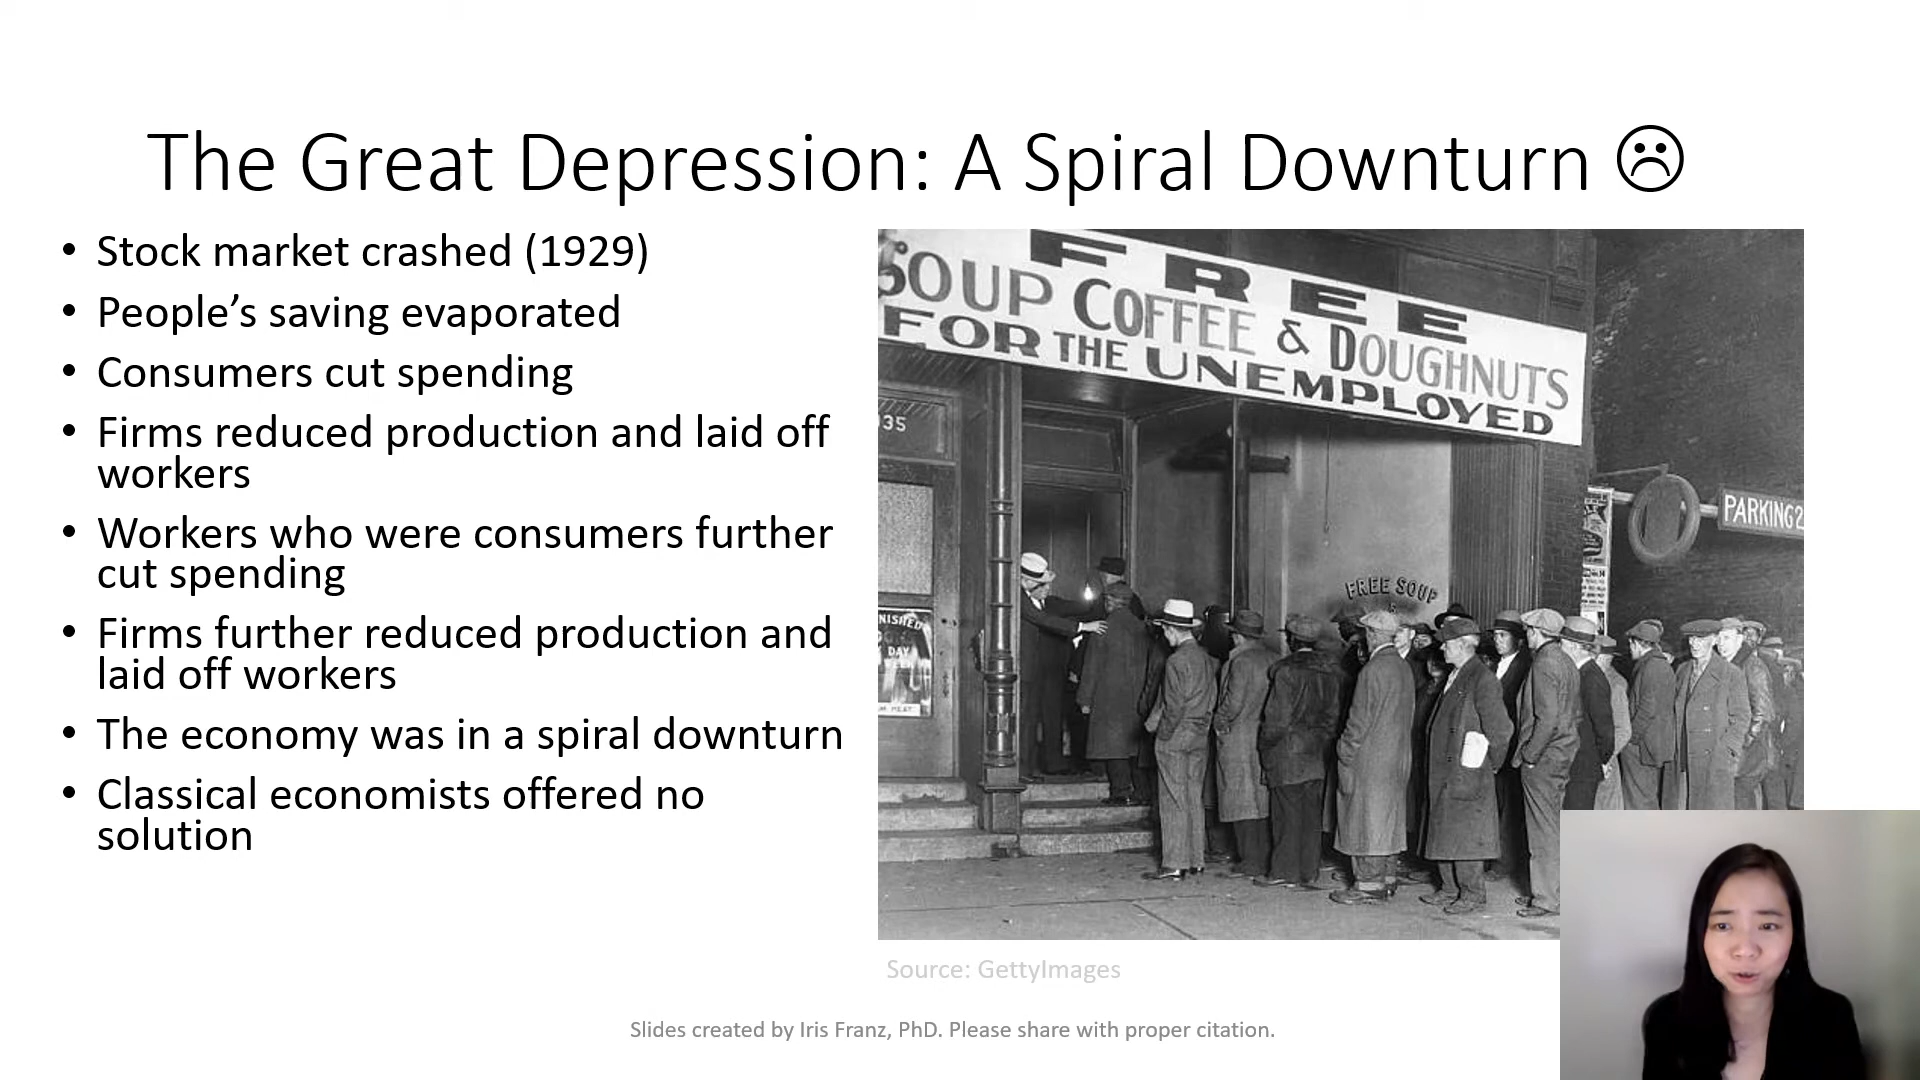 The Great Depression: A Spiral Downturn ☹
• Stock market crashed (1929)
• People’s saving evaporated
• Consumers cut spending
• Firms reduced production and laid off
workers
• Workers who were consumers further
cut spending
• Firms further reduced production and
laid off workers
• The economy was in a spiral downturn
• Classical economists offered no
solution
FREE
SOUP COFFEE & DOUGHNUTS
FOR THE UNEMPLOYED
35
PARKING
FREE SOUP
NISHED
DAY
MEAT
Source: GettyImages
Slides created by Iris Franz, PhD. Please share with proper citation.